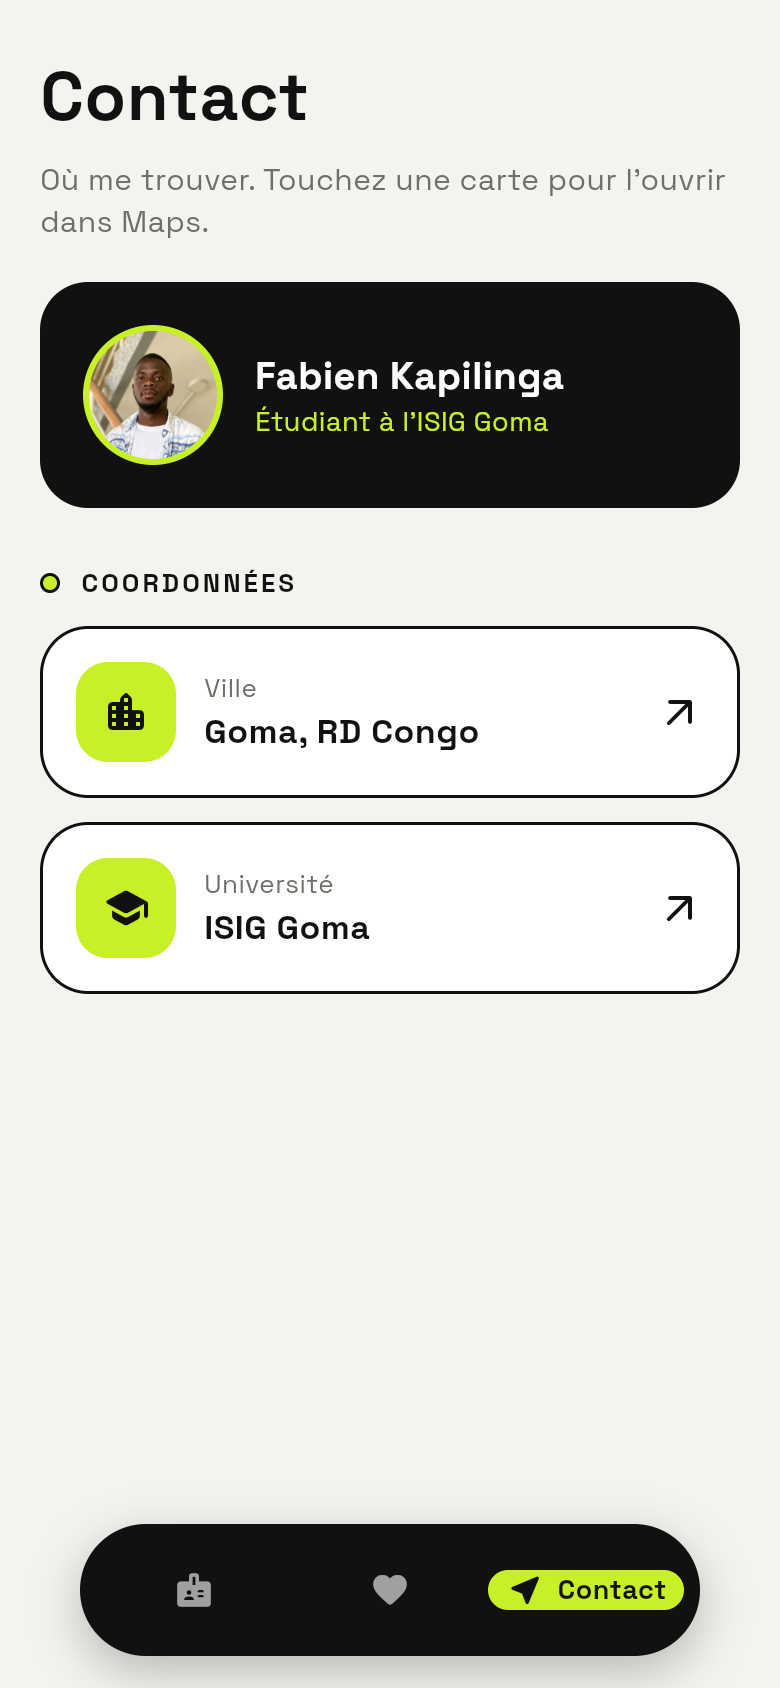 Contact
Où me trouver. Touchez une carte pour l’ouvrir
dans Maps.
Fabien Kapilinga
Étudiant à l’ISIG Goma
COORDONNÉES
Ville
Goma, RD Congo
Université
ISIG Goma
Contact